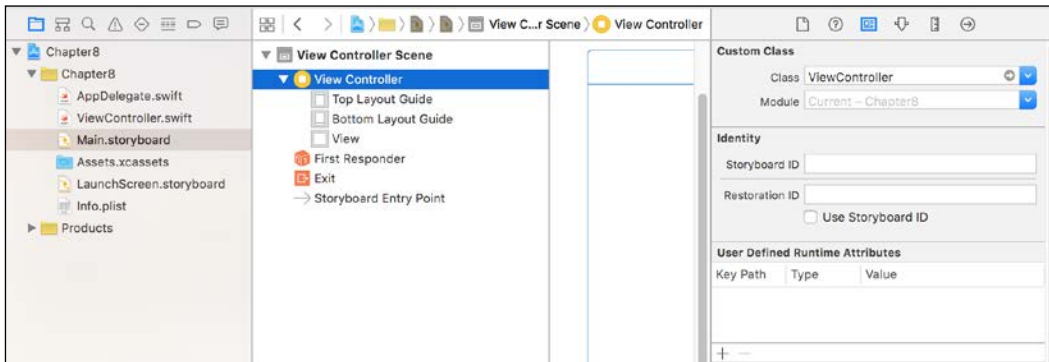 View C...r Scene
View Controller
Chapter8
Chapter8
AppDelegate.swift
ViewController.swift
Main.storyboard
Assets.xcassets
LaunchScreen.storyboard
Info.plist
Products
View Controller Scene
View Controller
Top Layout Guide
Bottom Layout Guide
View
First Responder
Exit
Storyboard Entry Point
Custom Class
Class ViewController
Module Current – Chapter8
Identity
Storyboard ID
Restoration ID
Use Storyboard ID
User Defined Runtime Attributes
Key Path Type Value